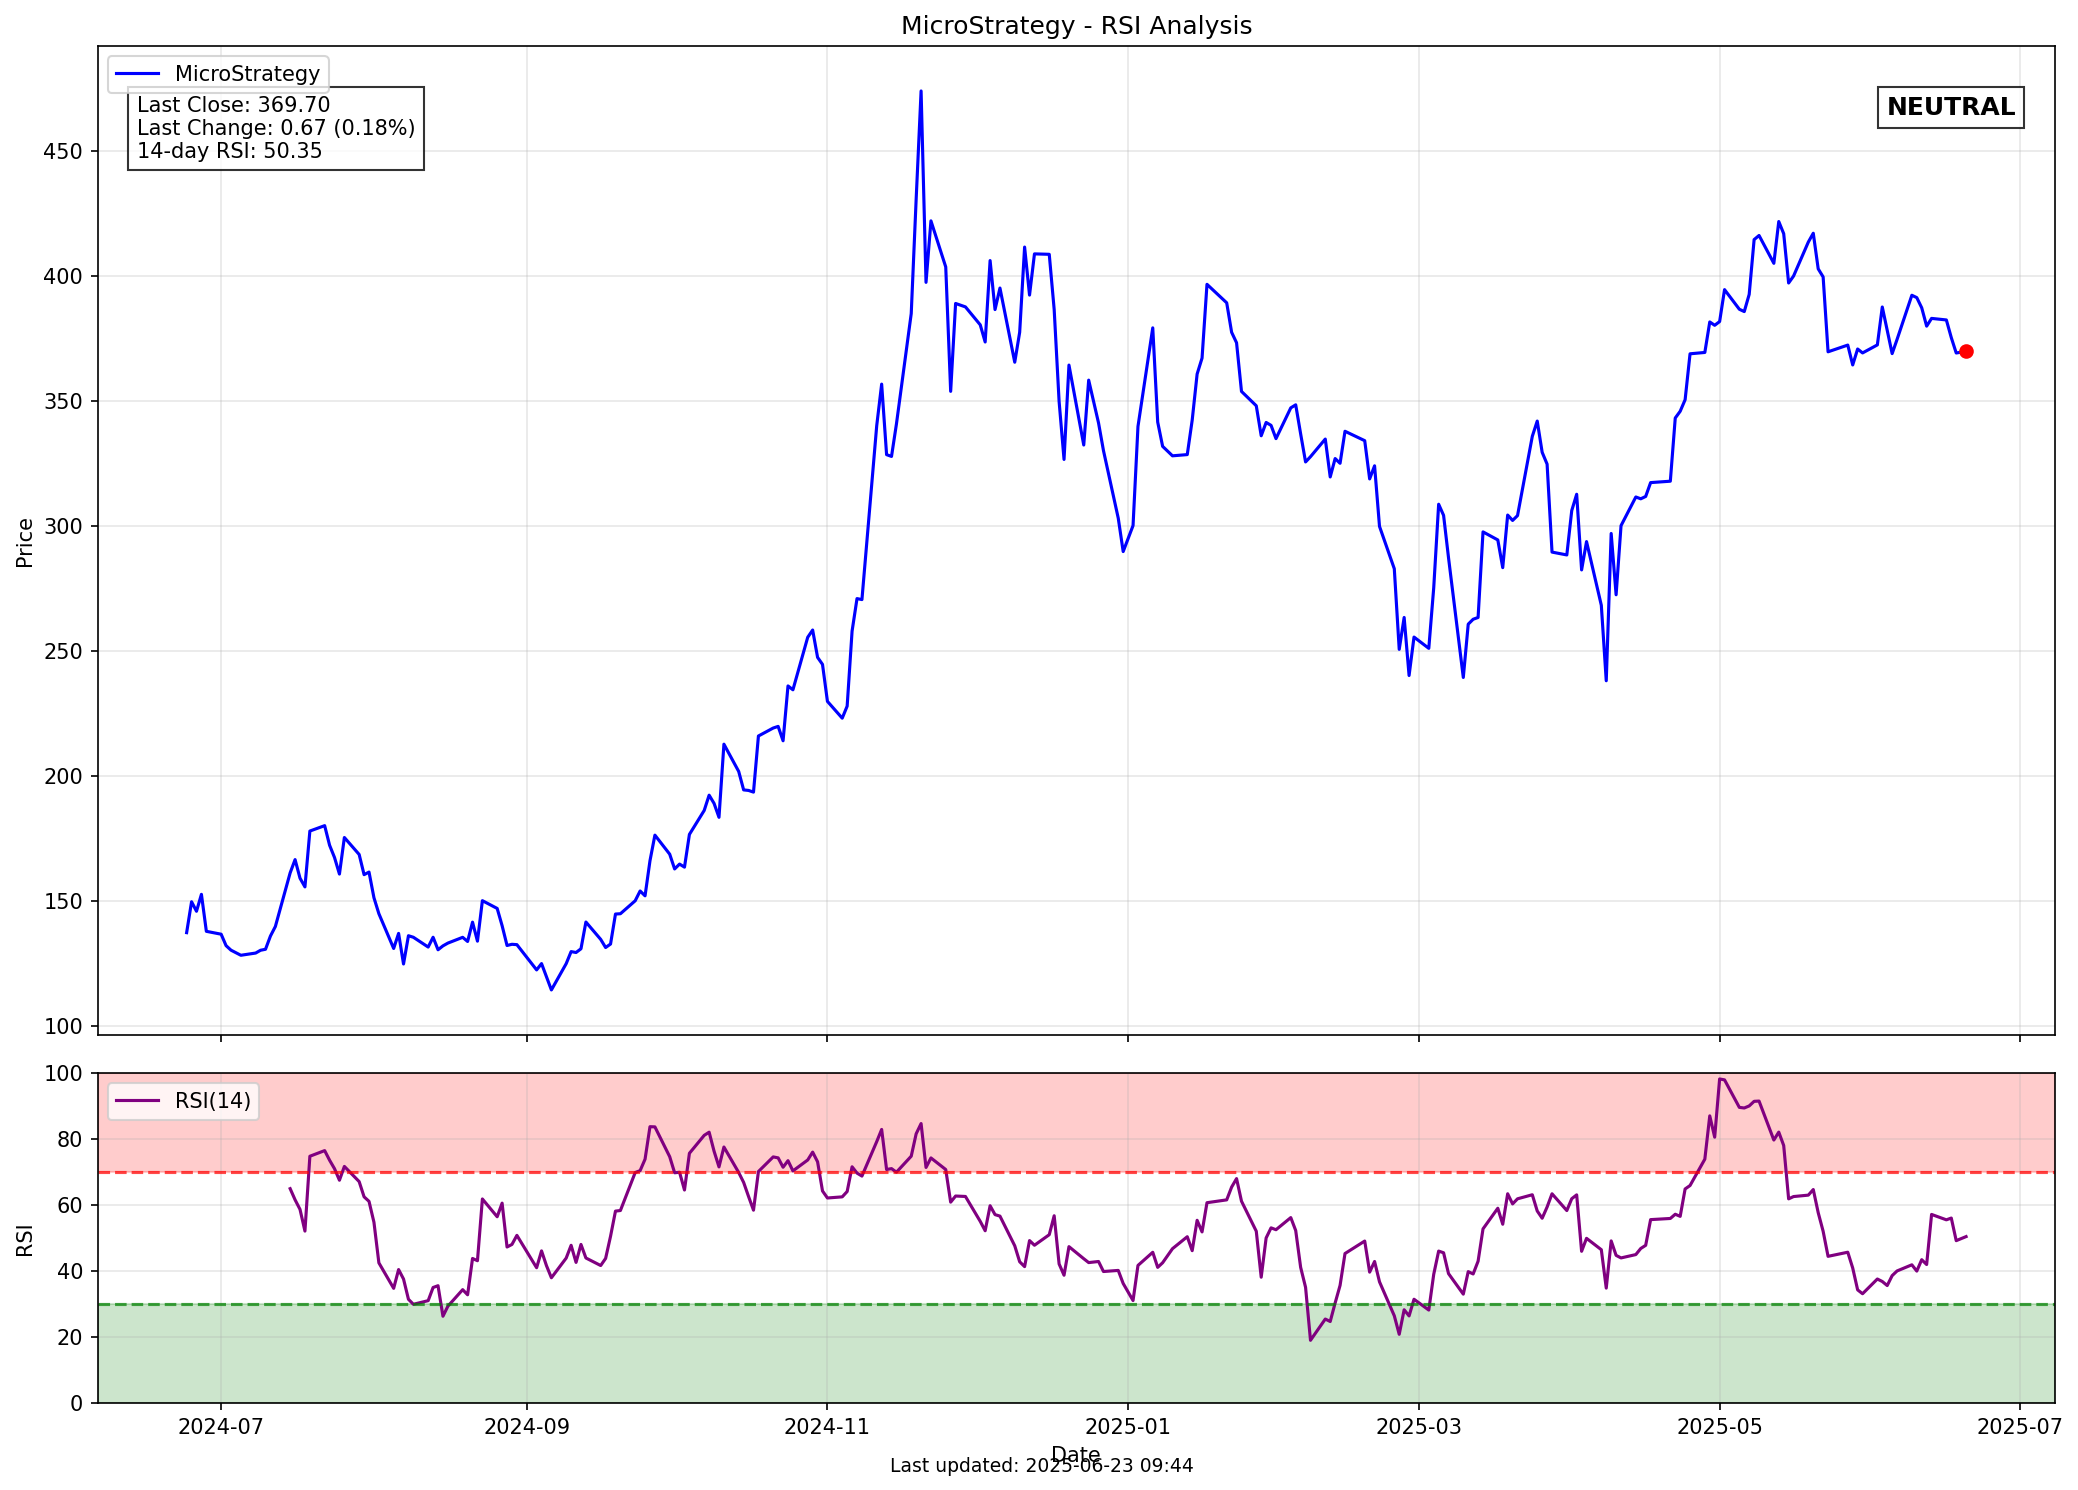 MicroStrategy - RSI Analysis
MicroStrategy
Last Close: 369.70
Last Change: 0.67 (0.18%)
14-day RSI: 50.35
NEUTRAL
Price
450
400
350
300
250
200
150
100
RSI(14)
RSI
100
80
60
40
20
0
2024-07
2024-09
2024-11
2025-01
2025-03
2025-05
2025-07
Date
Last updated: 2025-06-23 09:44